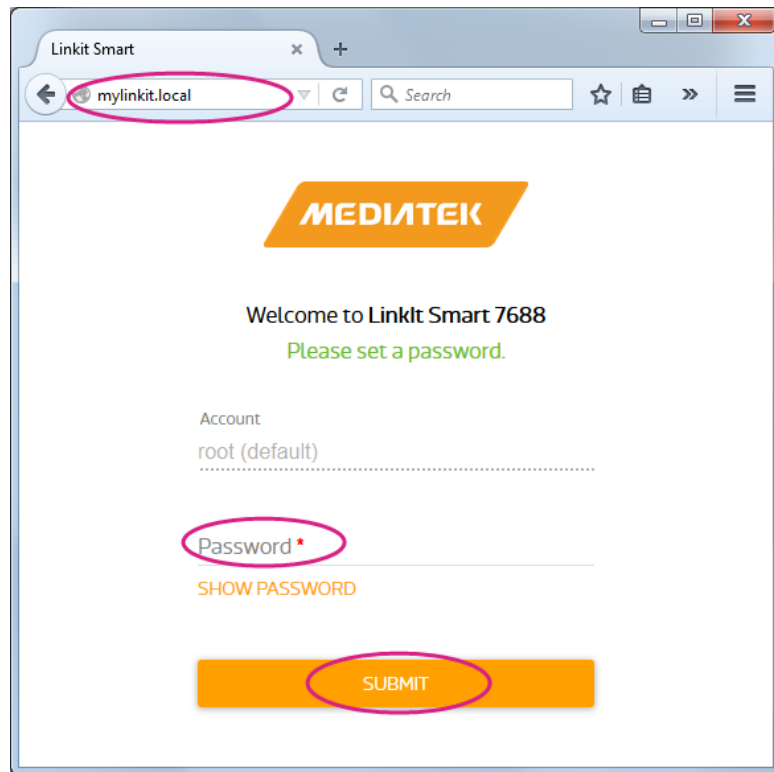 Linkit Smart
mylinkit.local
Search
MEDIATEK
Welcome to LinkIt Smart 7688
Please set a password.
Account
root (default)
Password *
SHOW PASSWORD
SUBMIT